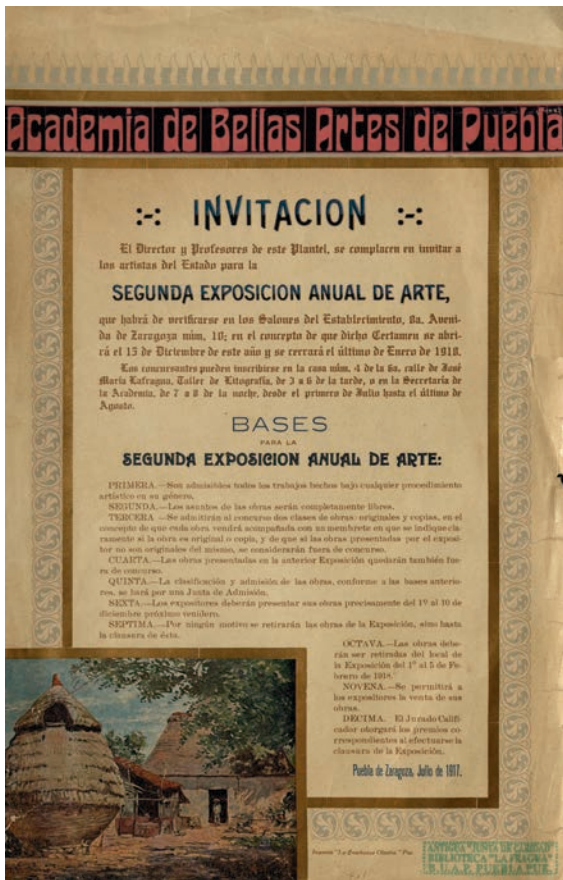 Academia de Bellas Artes de Puebla
:-: INVITACION :-:
El Director y Profesores de este Plantel, se complacen en invitar a
los artistas del Estado para la
SEGUNDA EXPOSICION ANUAL DE ARTE,
que habrá de verificarse en los Salones del Establecimiento, 8a. Aveni-
da de Zaragoza núm. 10; en el concepto de que dicho Certamen se abri-
rá el 15 de Diciembre de este año y se cerrará el último de Enero de 1918.
Los concursantes pueden inscribirse en la casa núm. 4 de la 6a. calle de José
María Lafragua, Taller de Litografía, de 3 a 6 de la tarde, o en la Secretaría de
la Academia, de 7 a 8 de la noche, desde el primero de Julio hasta el último de
Agosto.
BASES
PARA LA
SEGUNDA EXPOSICION ANUAL DE ARTE:
PRIMERA.—Son admisibles todos los trabajos hechos bajo cualquier procedimiento
artístico en su género.
SEGUNDA.—Los asuntos de las obras serán completamente libres.
TERCERA —Se admitirán al concurso dos clases de obras: originales y copias, en el
concepto de que cada obra vendrá acompañada con un membrete en que se indique cla-
ramente si la obra es original o copia, y de que si las obras presentadas por el exposi-
tor no son originales del mismo, se considerarán fuera de concurso.
CUARTA.—Las obras presentadas en la anterior Exposición quedarán también fue-
ra de concurso.
QUINTA.—La clasificación y admisión de las obras, conforme a las bases anterio-
res, se hará por una Junta de Admisión.
SEXTA.—Los expositores deberán presentar sus obras precisamente del 1º al 10 de
diciembre próximo venidero.
SEPTIMA.—Por ningún motivo se retirarán las obras de la Exposición, sino hasta
la clausura de ésta.
OCTAVA.—Las obras debe-
rán ser retiradas del local de
la Exposición del 1º al 5 de Fe-
brero de 1918.
NOVENA.—Se permitirá a
los expositores la venta de sus
obras.
DECIMA. El Jurado Califi-
cador otorgará los premios co-
rrespondientes al efectuarse la
clausura de la Exposición.
Puebla de Zaragoza, Julio de 1917.
Imprenta "La Enseñanza Objetiva." Pue.
BIBLIOTECA "LA FRAGUA"
B.U.A.P. PUEBLA, PUE.